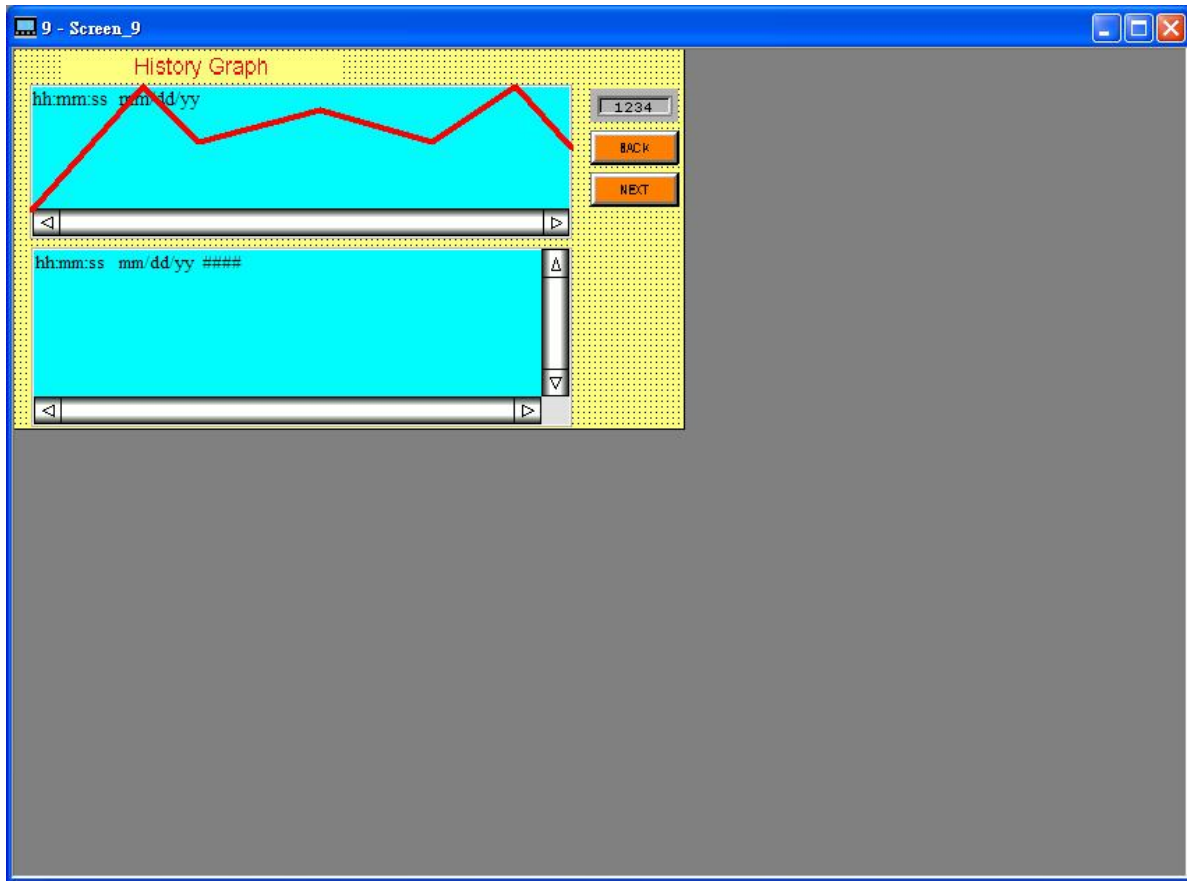 9 - Screen_9
History Graph
hh:mm:ss mm/dd/yy
1234
BACK
NEXT
hh:mm:ss mm/dd/yy ####